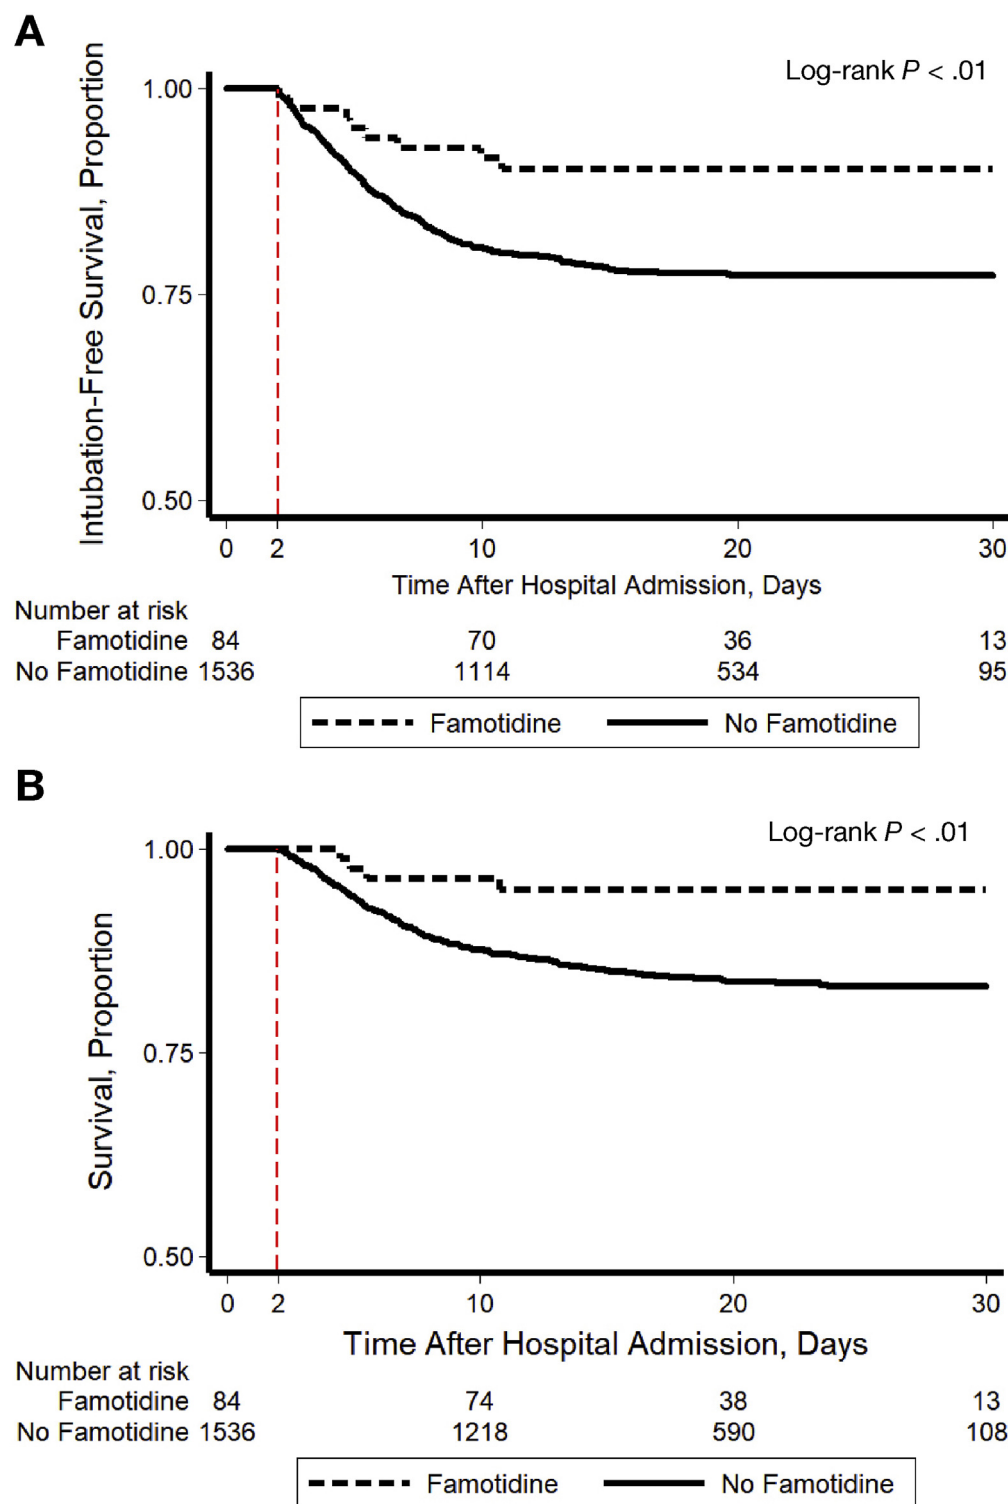 A
Log-rank P < .01
Intubation-Free Survival, Proportion
1.00
0.75
0.50
0 2 10 20 30
Time After Hospital Admission, Days
Number at risk
Famotidine 84 70 36 13
No Famotidine 1536 1114 534 95
Famotidine No Famotidine
B
Log-rank P < .01
Survival, Proportion
1.00
0.75
0.50
0 2 10 20 30
Time After Hospital Admission, Days
Number at risk
Famotidine 84 74 38 13
No Famotidine 1536 1218 590 108
Famotidine No Famotidine